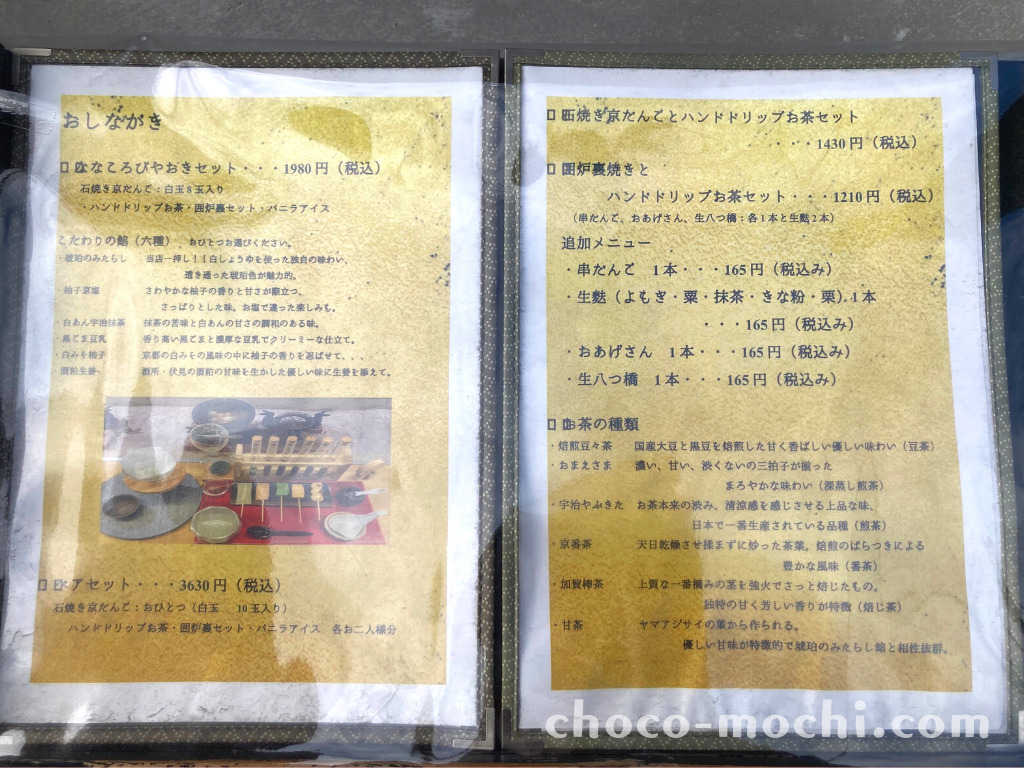 おしながき
ななころびやおきセット・・・1980円（税込）
石焼き京だんご：白玉8玉入り
・ハンドドリップお茶・囲炉裏セット・バニラアイス
こだわりの餡（六種） おひとつお選びください。
・琥珀のみたらし 当店一押し！！白しょうゆを使った独自の味わい、
透き通った琥珀色が魅力的。
・柚子京塩 さわやかな柚子の香りと甘さが際立つ、
さっぱりとした味。お塩で違った楽しみも。
・白あん宇治抹茶 抹茶の苦味と白あんの甘さの調和のある味。
・黒ごま豆乳 香り高い黒ごまと濃厚な豆乳でクリーミーな仕立て。
・白みそ柚子 京都の白みその風味の中に柚子の香りを忍ばせて、、、
・酒粕生姜 酒所・伏見の酒粕の甘味を生かした優しい味に生姜を添えて。
ペアセット・・・3630円（税込）
石焼き京だんご：おひとつ（白玉 10玉入り）
ハンドドリップお茶・囲炉裏セット・バニラアイス 各お二人様分
石焼き京だんごとハンドドリップお茶セット
・・・1430円（税込）
囲炉裏焼きと
ハンドドリップお茶セット・・・1210円（税込）
（串だんご、おあげさん、生八つ橋：各1本と生麩2本）
追加メニュー
・串だんご 1本・・・165円（税込み）
・生麩（よもぎ・粟・抹茶・きな粉・栗）1本
・・・165円（税込み）
・おあげさん 1本・・・165円（税込み）
・生八つ橋 1本・・・165円（税込み）
お茶の種類
・焙煎豆々茶 国産大豆と黒豆を焙煎した甘く香ばしい優しい味わい（豆茶）
・おまえさま 濃い、甘い、渋くないの三拍子が揃った
まろやかな味わい（深蒸し煎茶）
・宇治やぶきた お茶本来の渋み、清涼感を感じさせる上品な味、
日本で一番生産されている品種（煎茶）
・京番茶 天日乾燥させ揉まずに炒った茶葉。焙煎のばらつきによる
豊かな風味（番茶）
・加賀棒茶 上質な一番摘みの茎を強火でさっと焙じたもの。
独特の甘く芳しい香りが特徴（焙じ茶）
・甘茶 ヤマアジサイの葉から作られる。
優しい甘味が特徴的で琥珀のみたらし餡と相性抜群。
choco-mochi.com